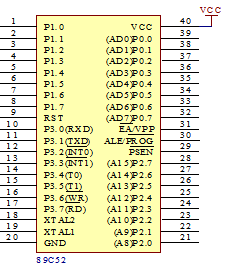 VCC
1 P1.0 VCC 40
2 P1.1 (AD0)P0.0 39
3 P1.2 (AD1)P0.1 38
4 P1.3 (AD2)P0.2 37
5 P1.4 (AD3)P0.3 36
6 P1.5 (AD4)P0.4 35
7 P1.6 (AD5)P0.5 34
8 P1.7 (AD6)P0.6 33
9 RST (AD7)P0.7 32
10 P3.0(RXD) EA/VPP 31
11 P3.1(TXD) ALE/PROG 30
12 P3.2(INT0) PSEN 29
13 P3.3(INT1) (A15)P2.7 28
14 P3.4(T0) (A14)P2.6 27
15 P3.5(T1) (A13)P2.5 26
16 P3.6(WR) (A12)P2.4 25
17 P3.7(RD) (A11)P2.3 24
18 XTAL2 (A10)P2.2 23
19 XTAL1 (A9)P2.1 22
20 GND (A8)P2.0 21
89C52